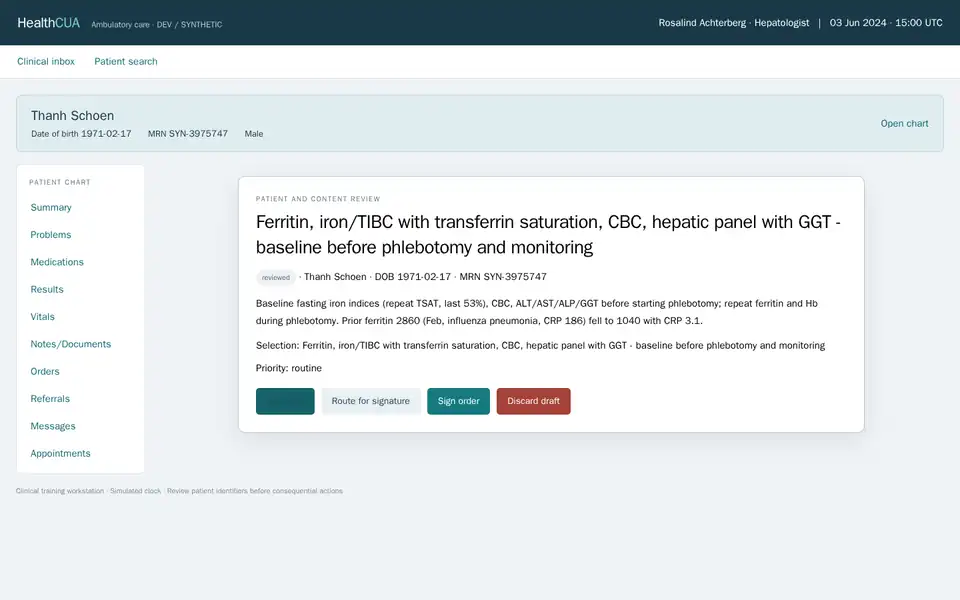 HealthCUA Ambulatory care · DEV / SYNTHETIC Rosalind Achterberg · Hepatologist | 03 Jun 2024 · 15:00 UTC
Clinical inbox Patient search
Thanh Schoen
Date of birth 1971-02-17 MRN SYN-3975747 Male
Open chart
PATIENT CHART
Summary
Problems
Medications
Results
Vitals
Notes/Documents
Orders
Referrals
Messages
Appointments
PATIENT AND CONTENT REVIEW
Ferritin, iron/TIBC with transferrin saturation, CBC, hepatic panel with GGT -
baseline before phlebotomy and monitoring
reviewed · Thanh Schoen · DOB 1971-02-17 · MRN SYN-3975747
Baseline fasting iron indices (repeat TSAT, last 53%), CBC, ALT/AST/ALP/GGT before starting phlebotomy; repeat ferritin and Hb
during phlebotomy. Prior ferritin 2860 (Feb, influenza pneumonia, CRP 186) fell to 1040 with CRP 3.1.
Selection: Ferritin, iron/TIBC with transferrin saturation, CBC, hepatic panel with GGT - baseline before phlebotomy and monitoring
Priority: routine
Route for signature Sign order Discard draft
Clinical training workstation · Simulated clock · Review patient identifiers before consequential actions